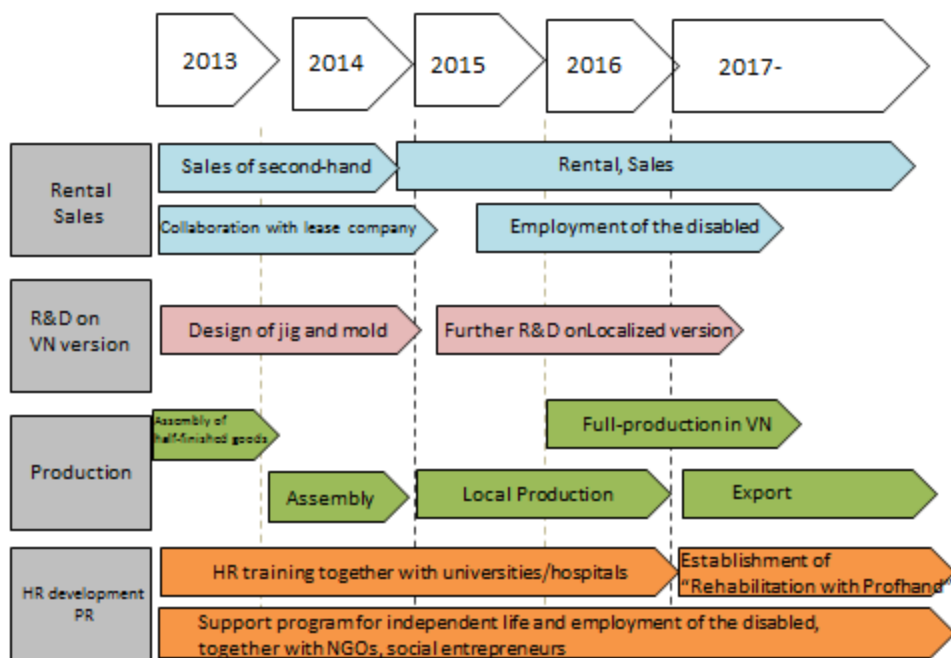 2013
2014
2015
2016
2017-
Rental
Sales
Sales of second-hand
Rental, Sales
Collaboration with lease company
Employment of the disabled
R&D on
VN version
Design of jig and mold
Further R&D onLocalized version
Production
Assembly of
half-finished goods
Full-production in VN
Assembly
Local Production
Export
HR development
PR
HR training together with universities/hospitals
Establishment of
“Rehabilitation with Profhand”
Support program for independent life and employment of the disabled,
together with NGOs, social entrepreneurs